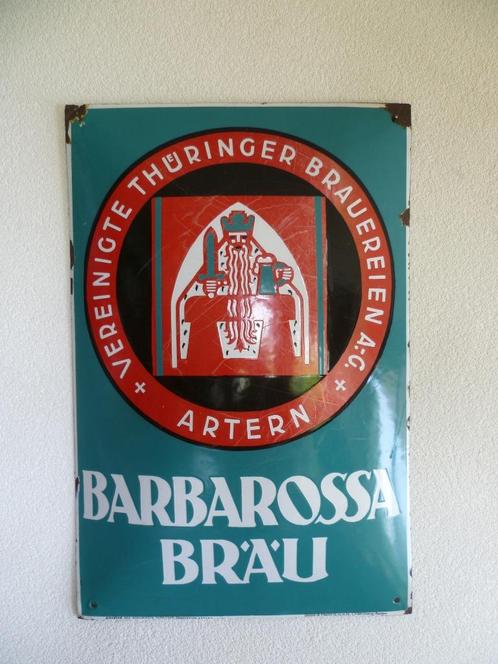 VEREINIGTE THÜRINGER BRAUEREIEN A:G.
ARTERN
BARBAROSSA
BRÄU